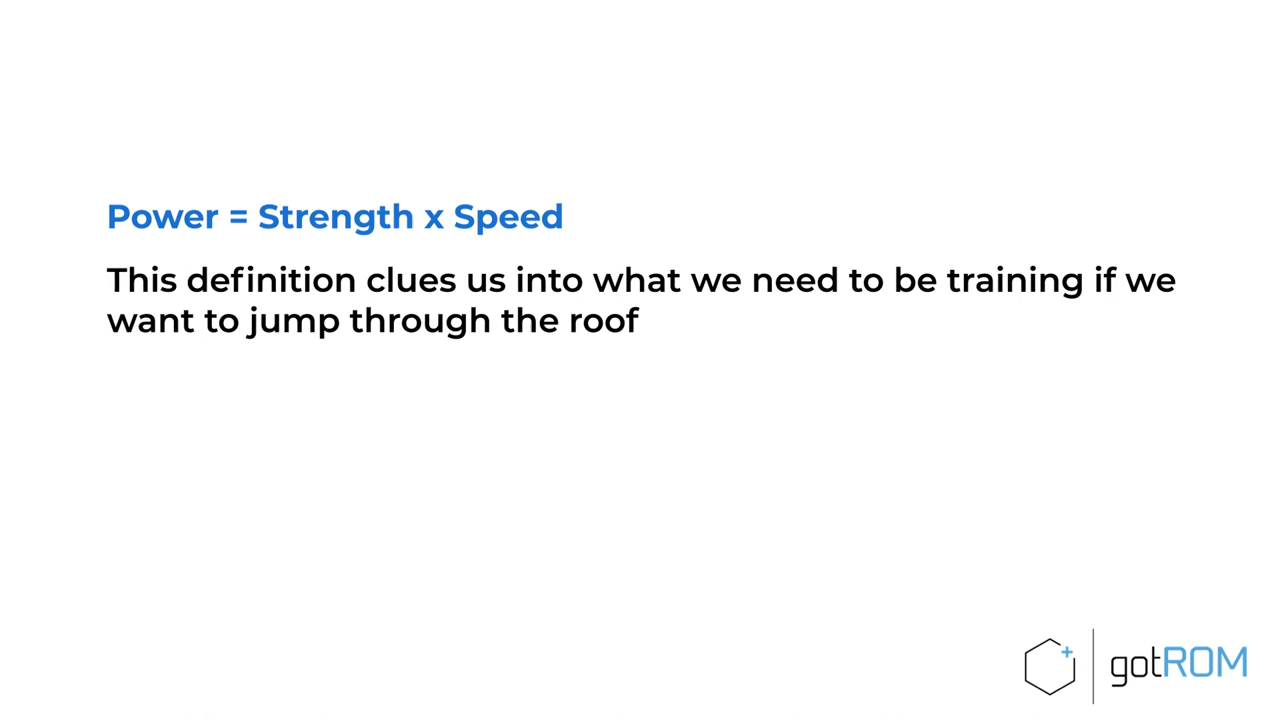 Power = Strength x Speed
This definition clues us into what we need to be training if we
want to jump through the roof
gotROM